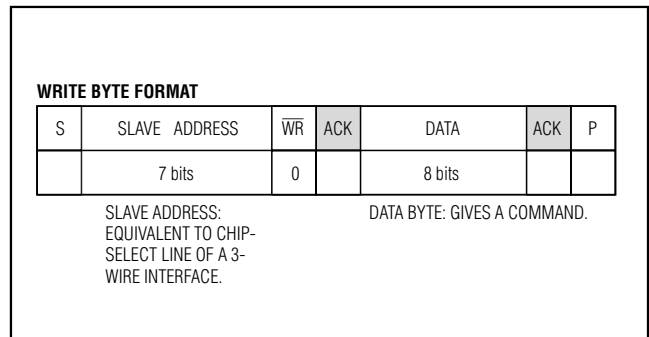 WRITE BYTE FORMAT
S SLAVE ADDRESS W̅R̅ ACK DATA ACK P
7 bits 0 8 bits
SLAVE ADDRESS:
EQUIVALENT TO CHIP-
SELECT LINE OF A 3-
WIRE INTERFACE.
DATA BYTE: GIVES A COMMAND.